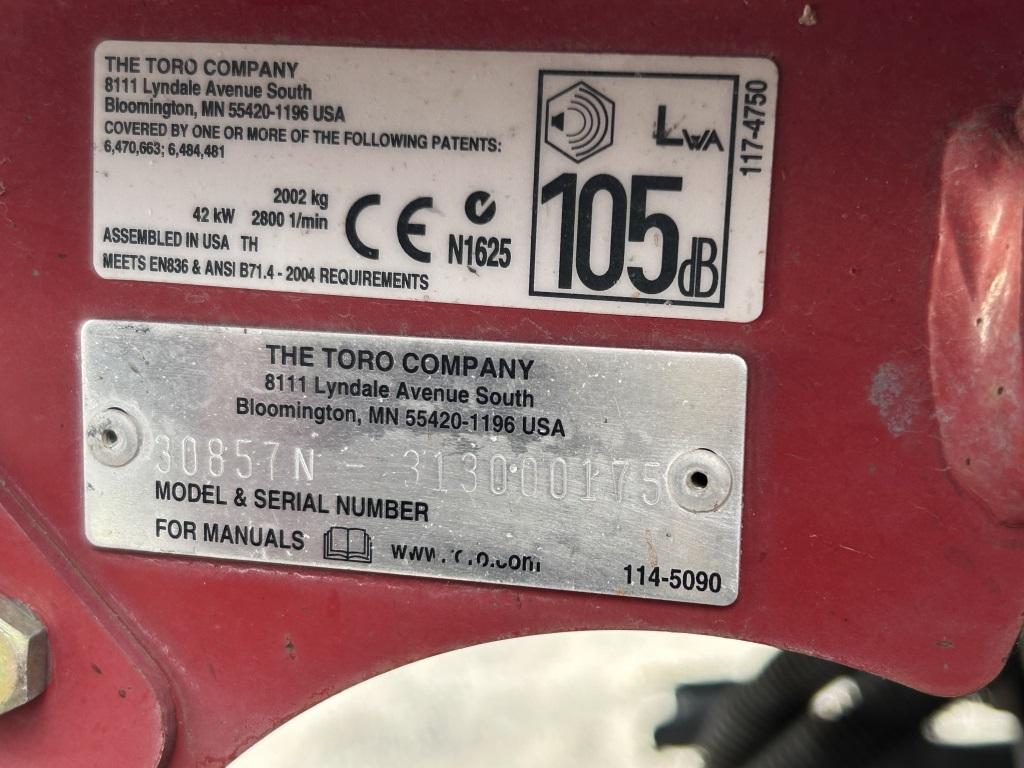 THE TORO COMPANY
8111 Lyndale Avenue South
Bloomington, MN 55420-1196 USA
COVERED BY ONE OR MORE OF THE FOLLOWING PATENTS:
6,470,663; 6,484,481
2002 kg
42 kW 2800 1/min
ASSEMBLED IN USA TH
MEETS EN836 & ANSI B71.4 - 2004 REQUIREMENTS
CE
N1625
LWA
105dB
117-4750
THE TORO COMPANY
8111 Lyndale Avenue South
Bloomington, MN 55420-1196 USA
30857N - 313000175
MODEL & SERIAL NUMBER
FOR MANUALS
114-5090